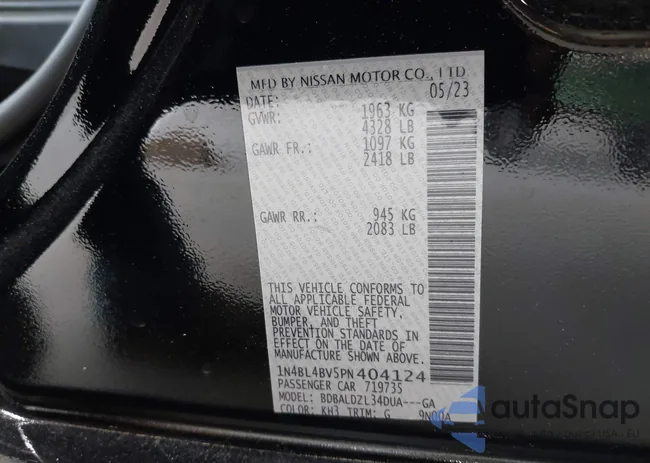 MFD BY NISSAN MOTOR CO., LTD
DATE: 05/23
GVWR: 1963 KG
4328 LB
GAWR FR.: 1097 KG
2418 LB
GAWR RR.: 945 KG
2083 LB
THIS VEHICLE CONFORMS TO
ALL APPLICABLE FEDERAL
MOTOR VEHICLE SAFETY,
BUMPER, AND THEFT
PREVENTION STANDARDS IN
EFFECT ON THE DATE OF
MANUFACTURE SHOWN ABOVE.
1N4BL4BV5PN404124
PASSENGER CAR 719735
MODEL: BDBALDZL34DUA---GA
COLOR: KH3 TRIM: G
autoSnap